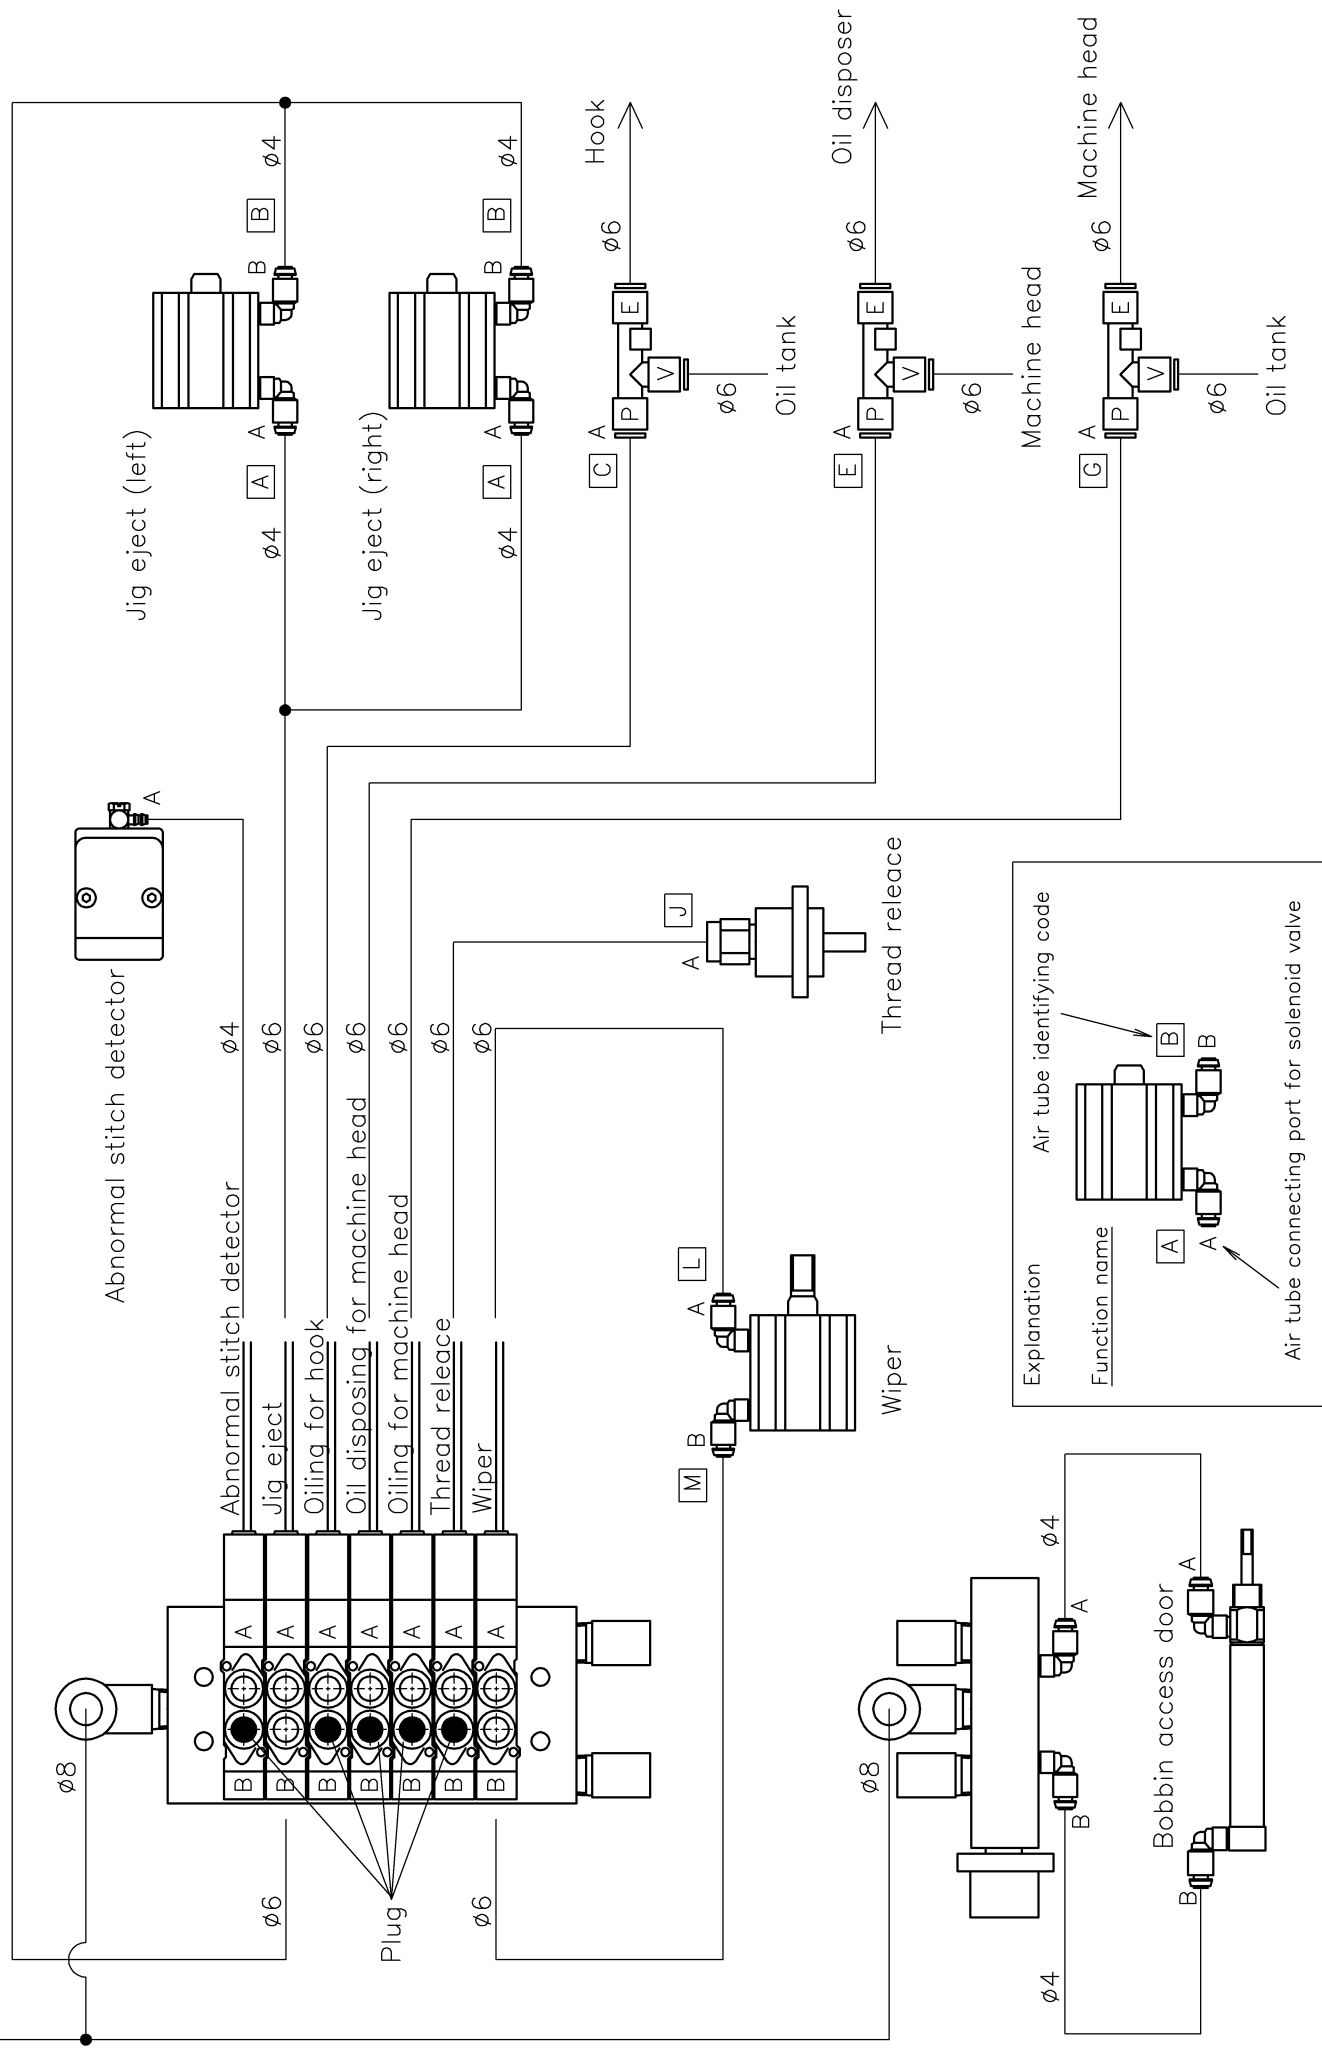 ø8
Abnormal stitch detector
A
Jig eject (left)
B A Abnormal stitch detector ø4
A
A
ø4
B
B
ø4
ø6
B A Jig eject ø6
B A Oiling for hook ø6
B A Oil disposing for machine head ø6
B A Oiling for machine head ø6
B A Thread releace ø6
ø6
B A Wiper ø6
Plug
Jig eject (right)
A
A
ø4
B
B
ø4
C
A
P
E
V
ø6
Hook
ø6
Oil tank
J
A
Thread releace
M
B
L
A
Wiper
E
A
P
E
V
ø6
Oil disposer
ø6
Machine head
G
A
P
E
V
ø6
Machine head
ø6
Oil tank
ø8
ø4
B
A
ø4
Bobbin access door
B
A
Explanation
Air tube identifying code
Function name
A
A
B
B
Air tube connecting port for solenoid valve